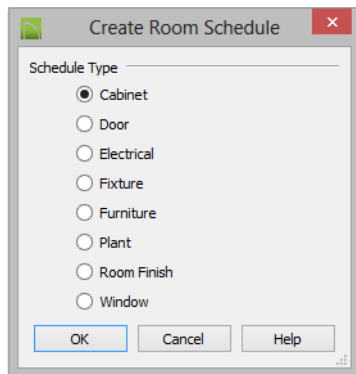 Create Room Schedule
Schedule Type
Cabinet
Door
Electrical
Fixture
Furniture
Plant
Room Finish
Window
OK Cancel Help